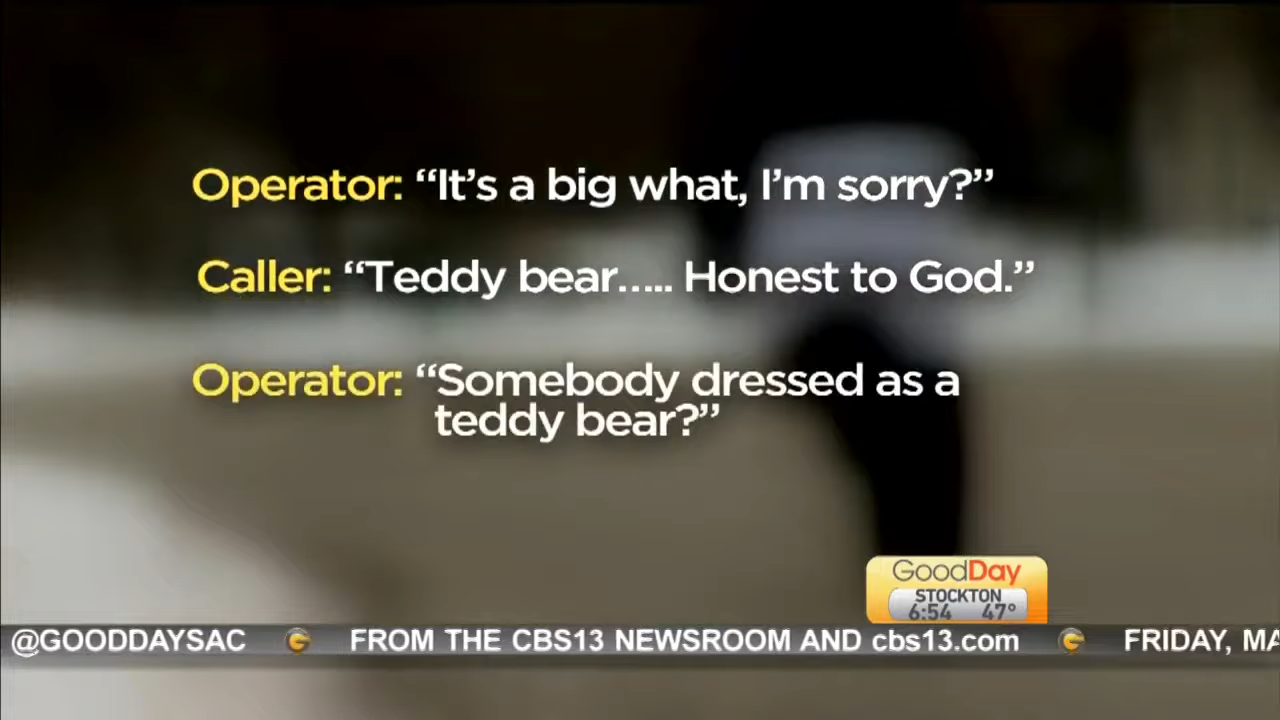 Operator: “It’s a big what, I’m sorry?”
Caller: “Teddy bear..... Honest to God.”
Operator: “Somebody dressed as a
teddy bear?”
GoodDay
STOCKTON
6:54 47°
@GOODDAYSAC FROM THE CBS13 NEWSROOM AND cbs13.com FRIDAY, MA